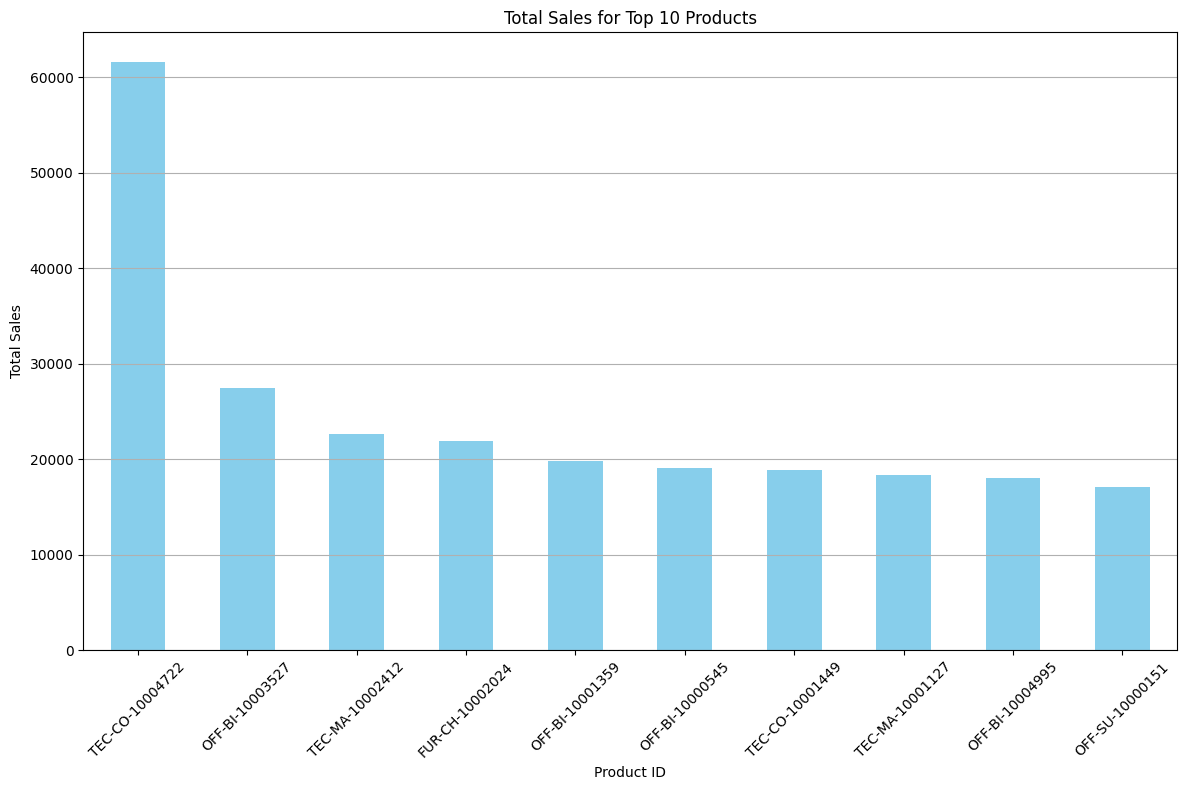 Total Sales for Top 10 Products
Total Sales
60000
50000
40000
30000
20000
10000
0
TEC-CO-10004722
OFF-BI-10003527
TEC-MA-10002412
FUR-CH-10002024
OFF-BI-10001359
OFF-BI-10000545
TEC-CO-10001449
TEC-MA-10001127
OFF-BI-10004995
OFF-SU-10000151
Product ID